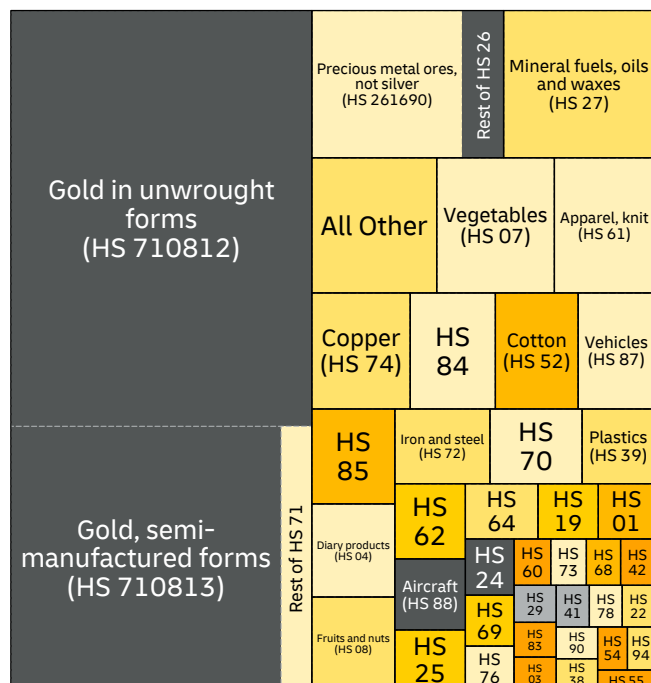 Gold in unwrought
forms
(HS 710812)
Gold, semi-
manufactured forms
(HS 710813)
Rest of HS 71
Precious metal ores,
not silver
(HS 261690)
Rest of HS 26
Mineral fuels, oils
and waxes
(HS 27)
All Other
Vegetables
(HS 07)
Apparel, knit
(HS 61)
Copper
(HS 74)
HS
84
Cotton
(HS 52)
Vehicles
(HS 87)
HS
85
Iron and steel
(HS 72)
HS
70
Plastics
(HS 39)
Diary products
(HS 04)
Fruits and nuts
(HS 08)
HS
62
HS
64
HS
19
HS
01
Aircraft
(HS 88)
HS
24
HS
60
HS
73
HS
68
HS
42
HS
29
HS
41
HS
78
HS
22
HS
25
HS
69
HS
76
HS
83
HS
90
HS
54
HS
94
HS
03
HS
38
HS 55